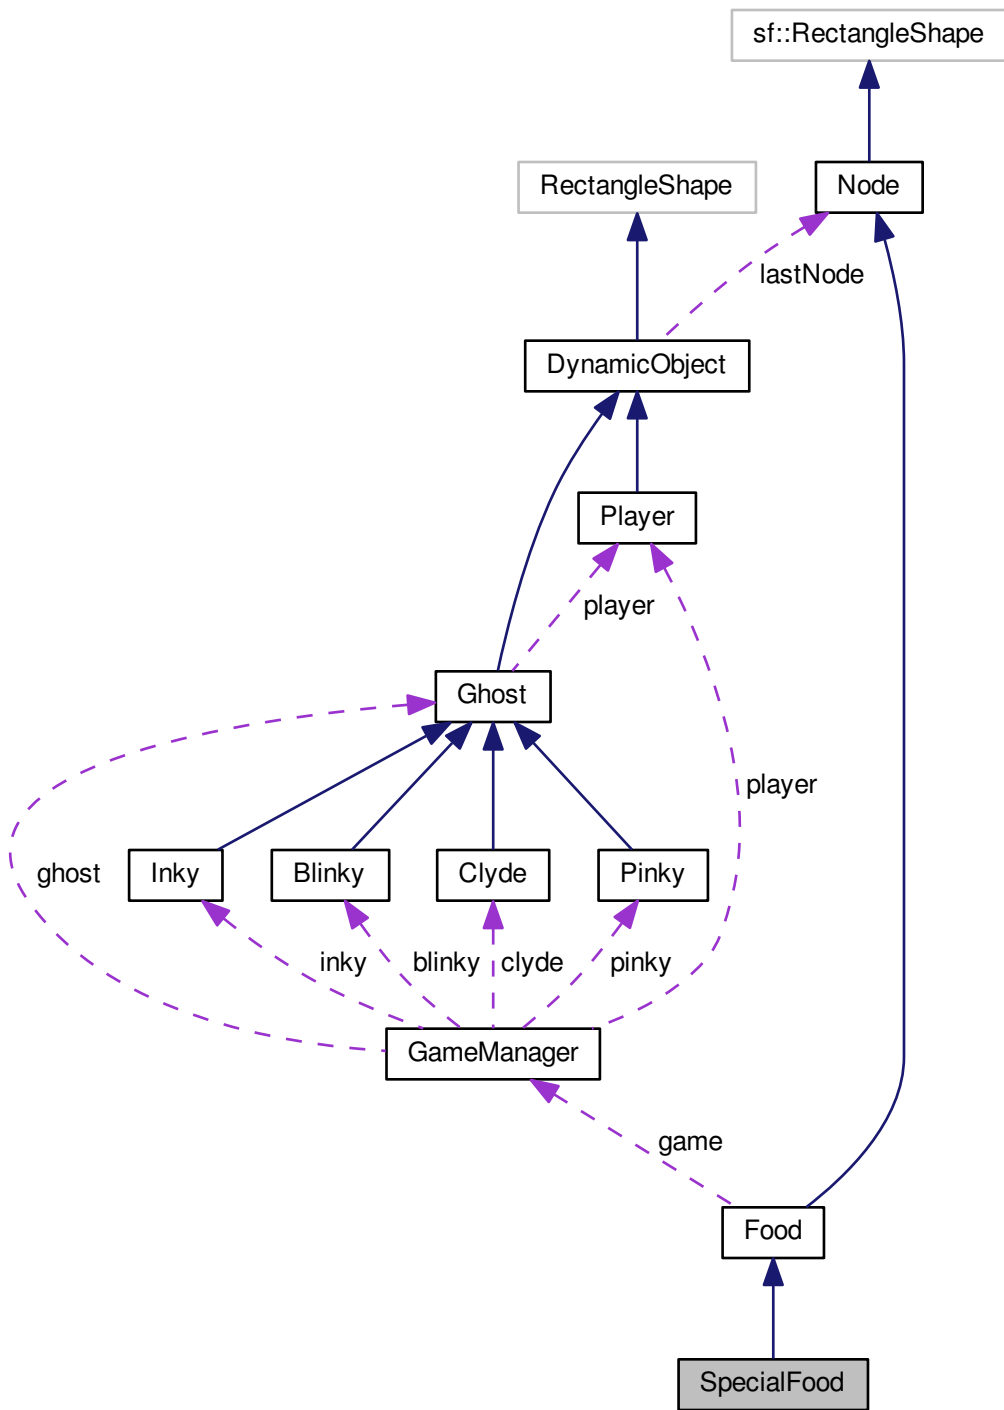 sf::RectangleShape
RectangleShape
Node
lastNode
DynamicObject
Player
player
Ghost
player
ghost
Inky
Blinky
Clyde
Pinky
inky
blinky
clyde
pinky
GameManager
game
Food
SpecialFood